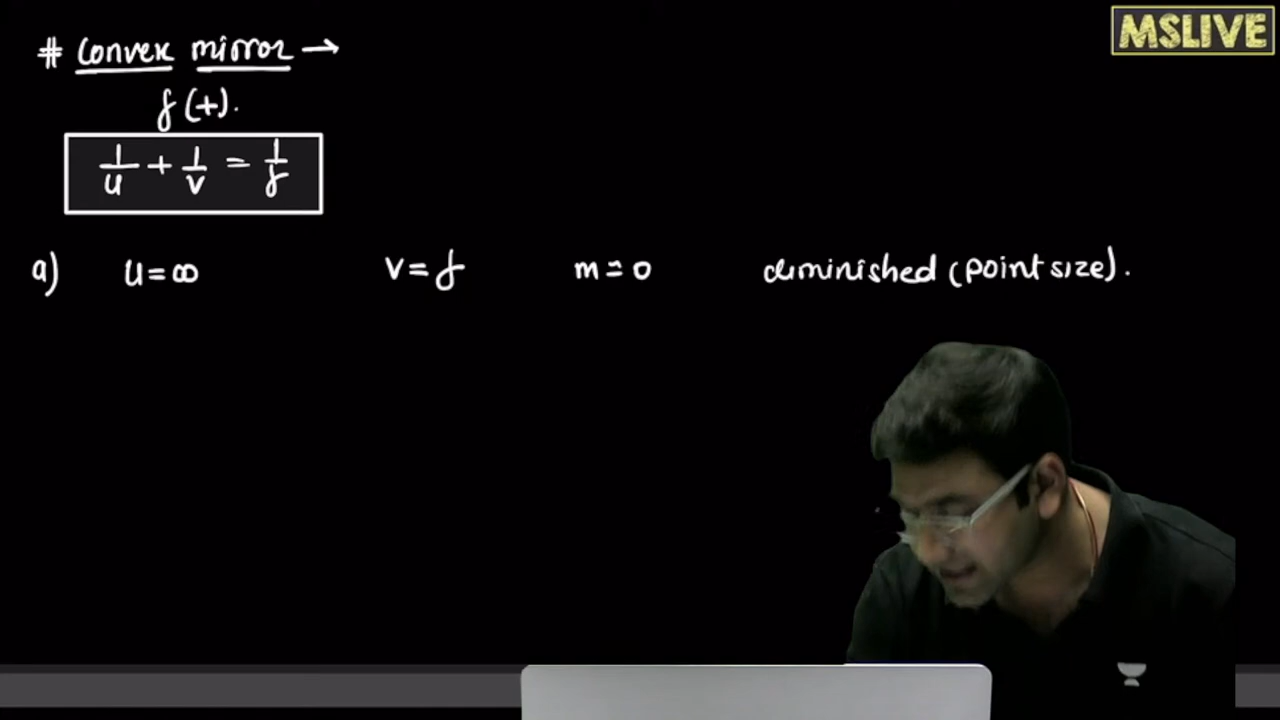 MSLIVE
# Convex mirror →
f (+).
1/u + 1/v = 1/f
a) u = ∞ v = f m = 0 diminished (point size).